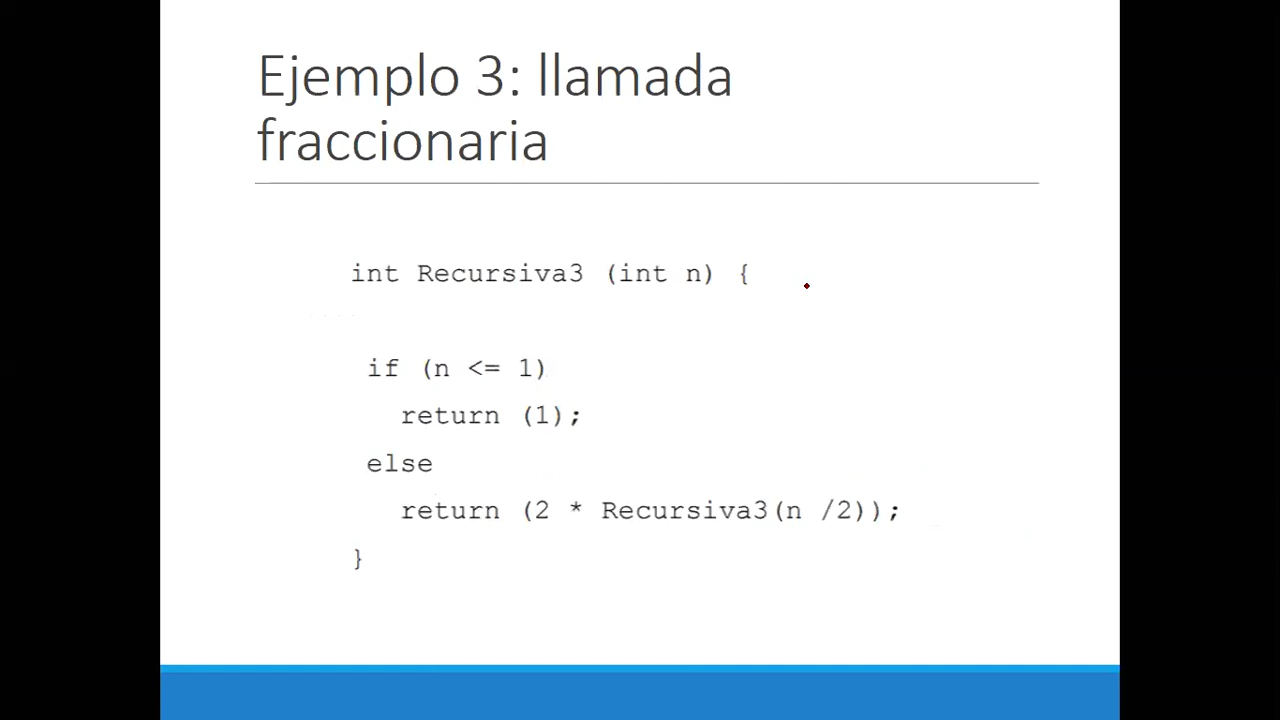 Ejemplo 3: llamada
fraccionaria
int Recursiva3 (int n) {
if (n <= 1)
return (1);
else
return (2 * Recursiva3(n /2));
}